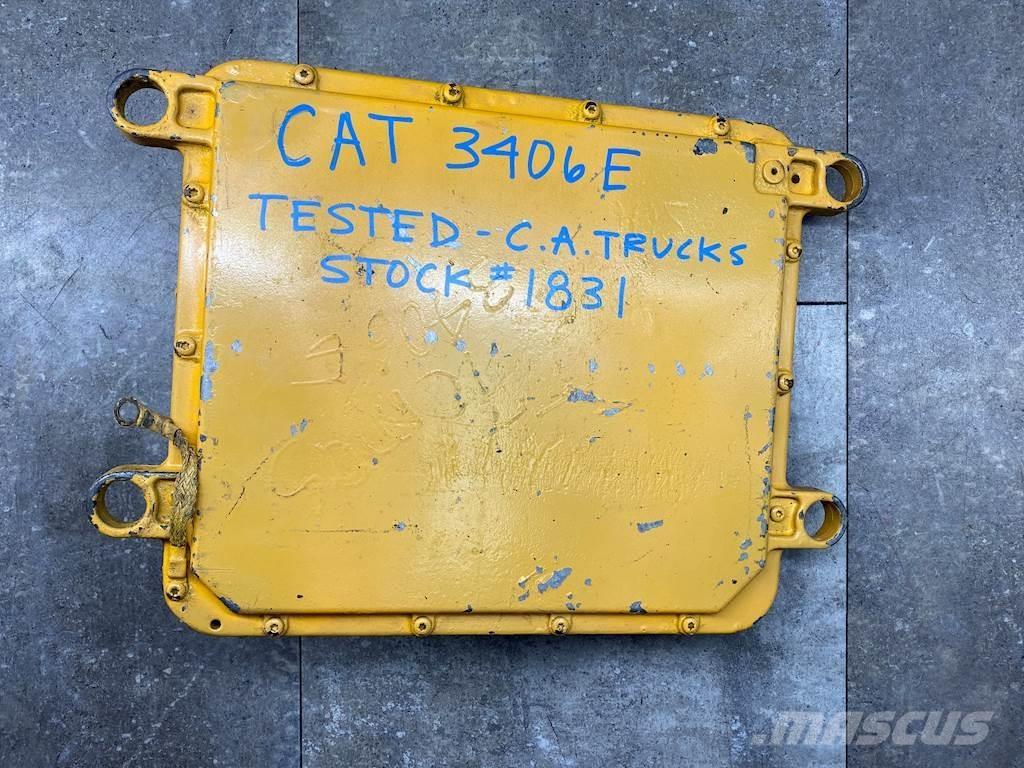 CAT 3406E
TESTED - C.A. TRUCKS
STOCK #1831
.mascus